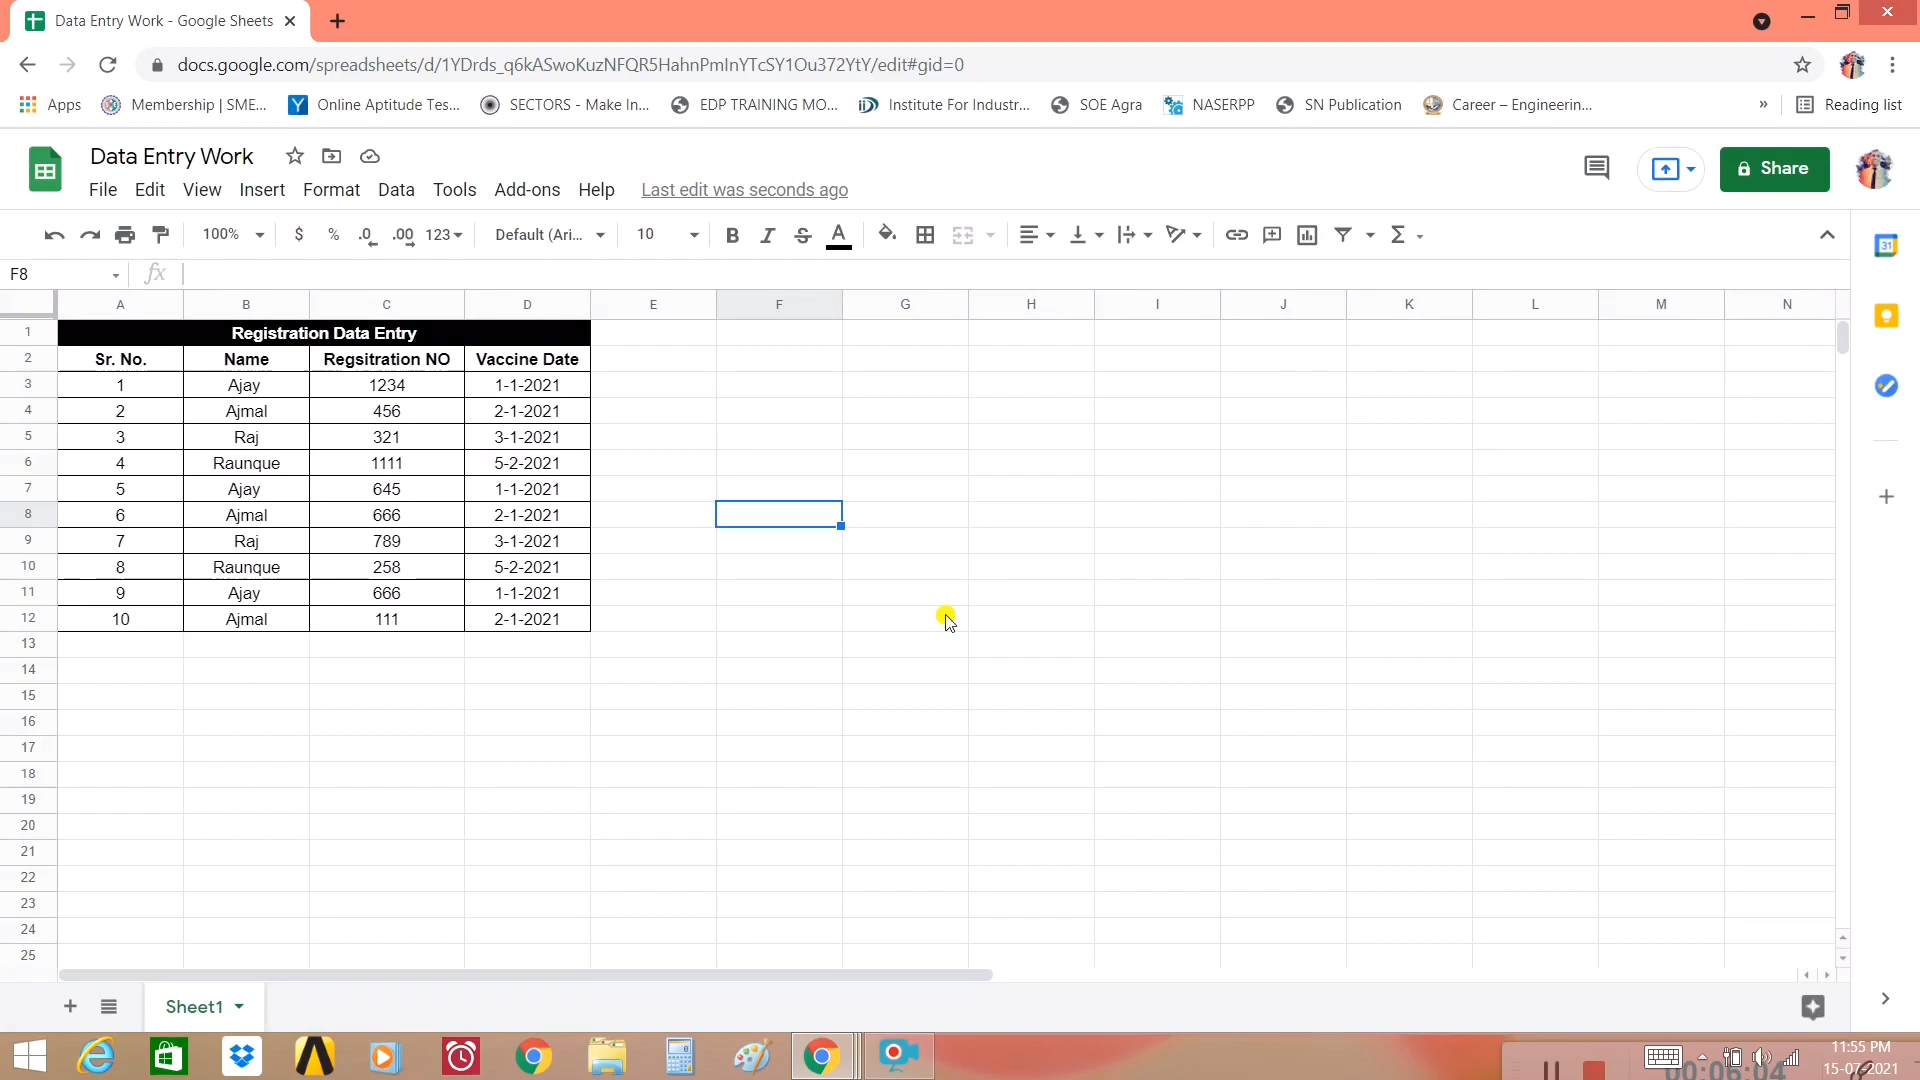 Data Entry Work - Google Sheets
docs.google.com/spreadsheets/d/1YDrds_q6kASwoKuzNFQR5HahnPmInYTcSY1Ou372YtY/edit#gid=0
Apps Membership | SME... Online Aptitude Tes... SECTORS - Make In... EDP TRAINING MO... Institute For Industr... SOE Agra NASERPP SN Publication Career – Engineerin... » Reading list
Data Entry Work
File Edit View Insert Format Data Tools Add-ons Help Last edit was seconds ago
Share
100% $ % .0 .00 123 Default (Ari... 10 B I S A
F8 fx
A B C D E F G H I J K L M N
1 Registration Data Entry
2 Sr. No. Name Regsitration NO Vaccine Date
3 1 Ajay 1234 1-1-2021
4 2 Ajmal 456 2-1-2021
5 3 Raj 321 3-1-2021
6 4 Raunque 1111 5-2-2021
7 5 Ajay 645 1-1-2021
8 6 Ajmal 666 2-1-2021
9 7 Raj 789 3-1-2021
10 8 Raunque 258 5-2-2021
11 9 Ajay 666 1-1-2021
12 10 Ajmal 111 2-1-2021
13
14
15
16
17
18
19
20
21
22
23
24
25
Sheet1
31
11:55 PM
15-07-2021
00:06:04